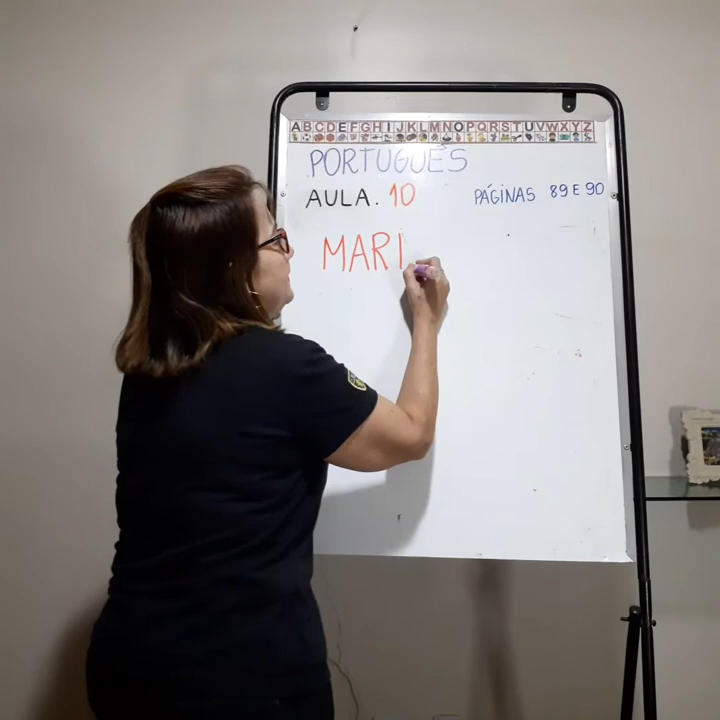 ABCDEFGHIJKLMNOPQRSTUVWXYZ
PORTUGUÊS
AULA. 10
PÁGINAS 89 E 90
MARI